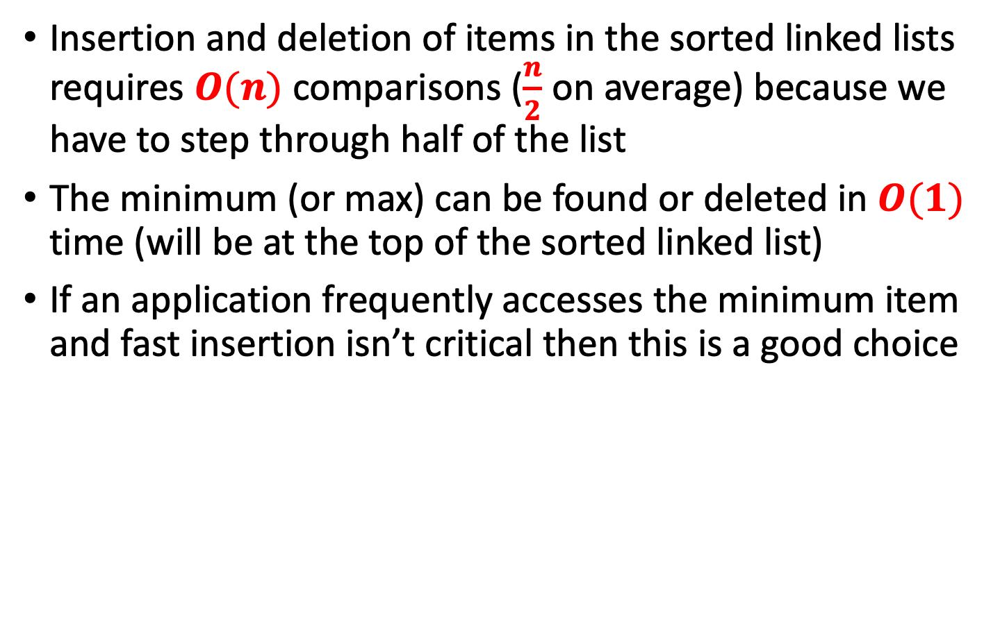 • Insertion and deletion of items in the sorted linked lists
requires O(n) comparisons (n/2 on average) because we
have to step through half of the list
• The minimum (or max) can be found or deleted in O(1)
time (will be at the top of the sorted linked list)
• If an application frequently accesses the minimum item
and fast insertion isn’t critical then this is a good choice